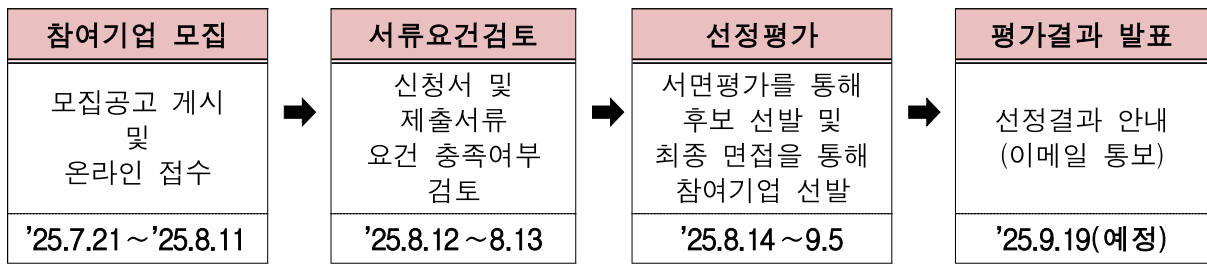 참여기업 모집
모집공고 게시
및
온라인 접수
’25.7.21～’25.8.11
서류요건검토
신청서 및
제출서류
요건 충족여부
검토
’25.8.12～8.13
선정평가
서면평가를 통해
후보 선발 및
최종 면접을 통해
참여기업 선발
’25.8.14～9.5
평가결과 발표
선정결과 안내
(이메일 통보)
’25.9.19(예정)